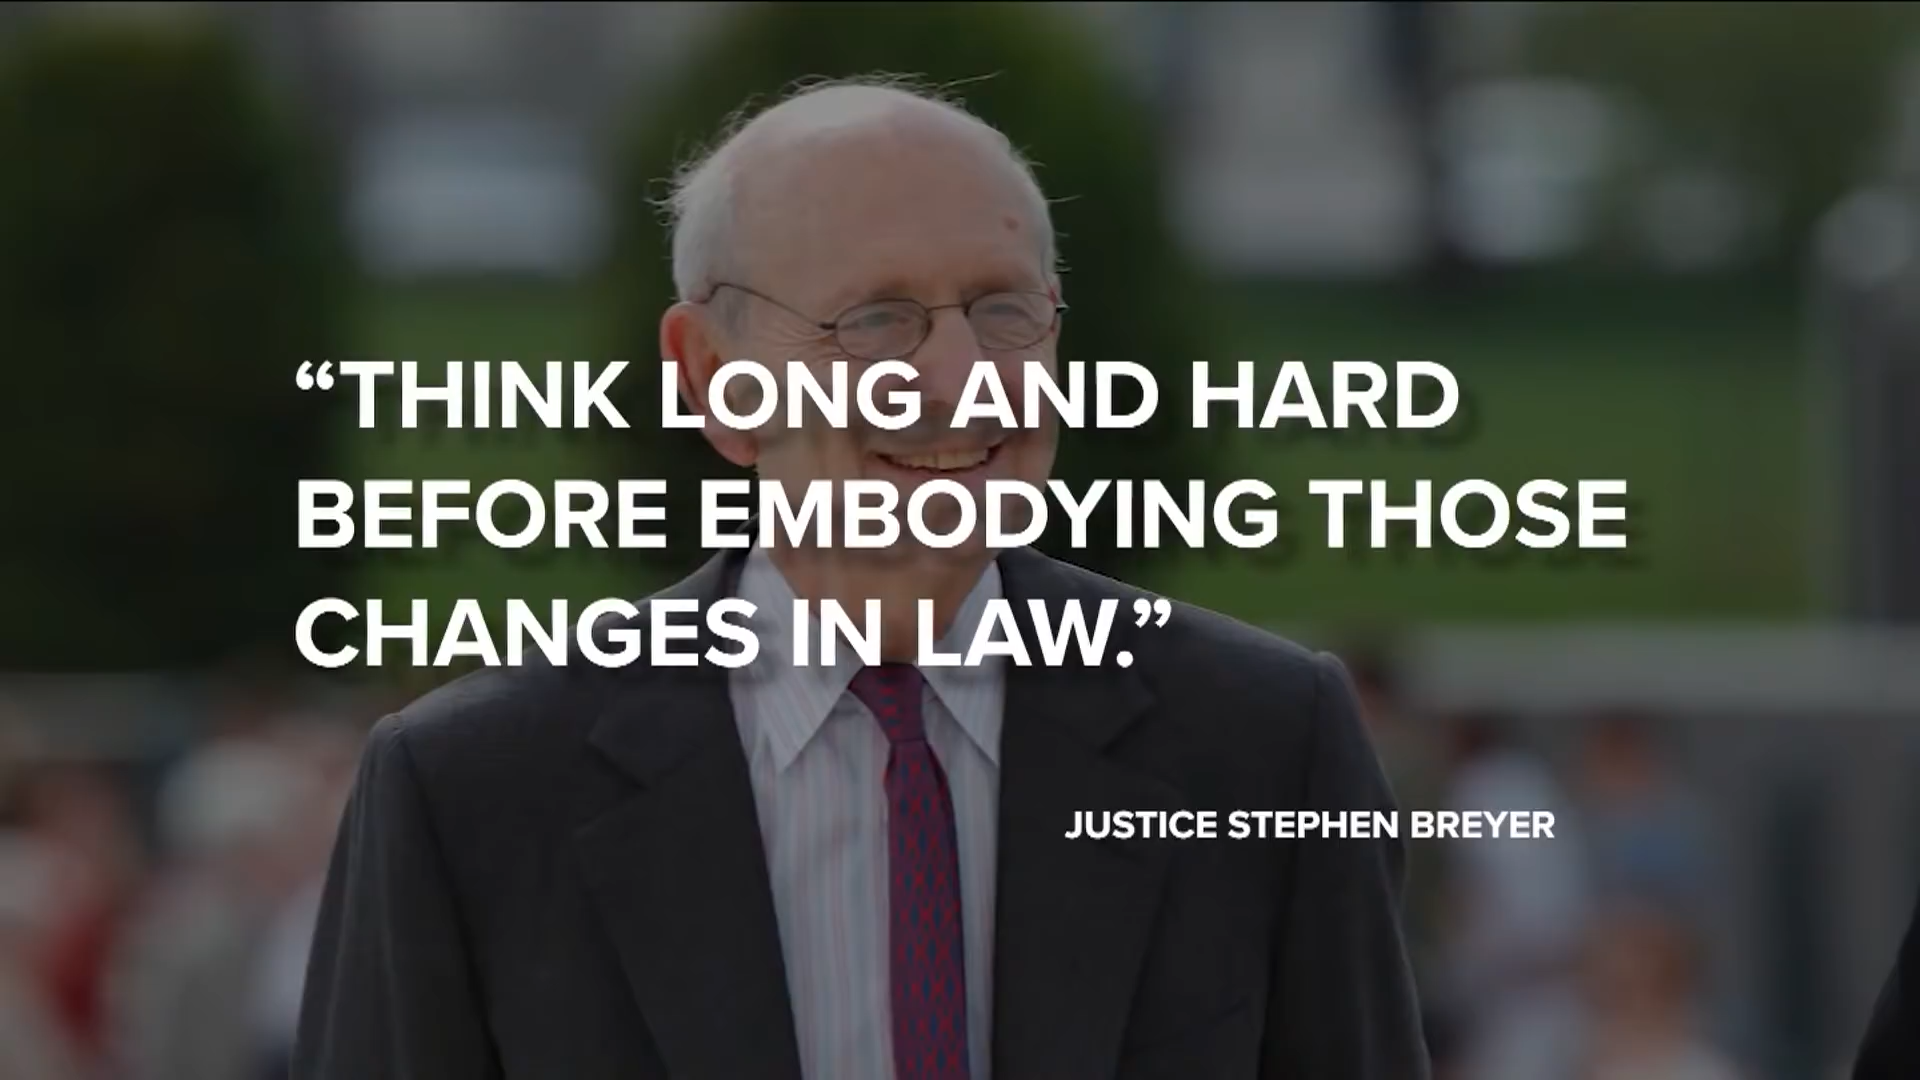 “THINK LONG AND HARD
BEFORE EMBODYING THOSE
CHANGES IN LAW.”
JUSTICE STEPHEN BREYER